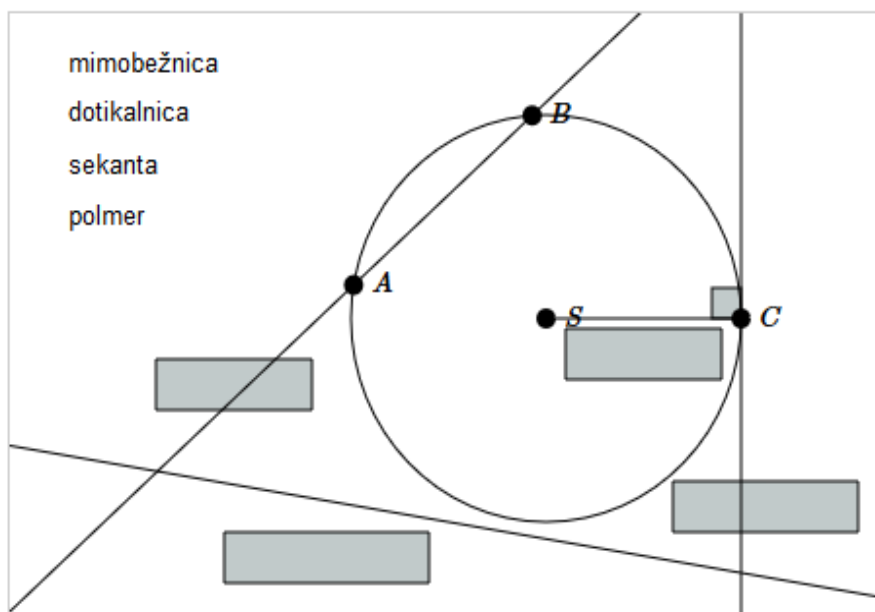 mimobežnica
dotikalnica
sekanta
polmer
B
A
S
C